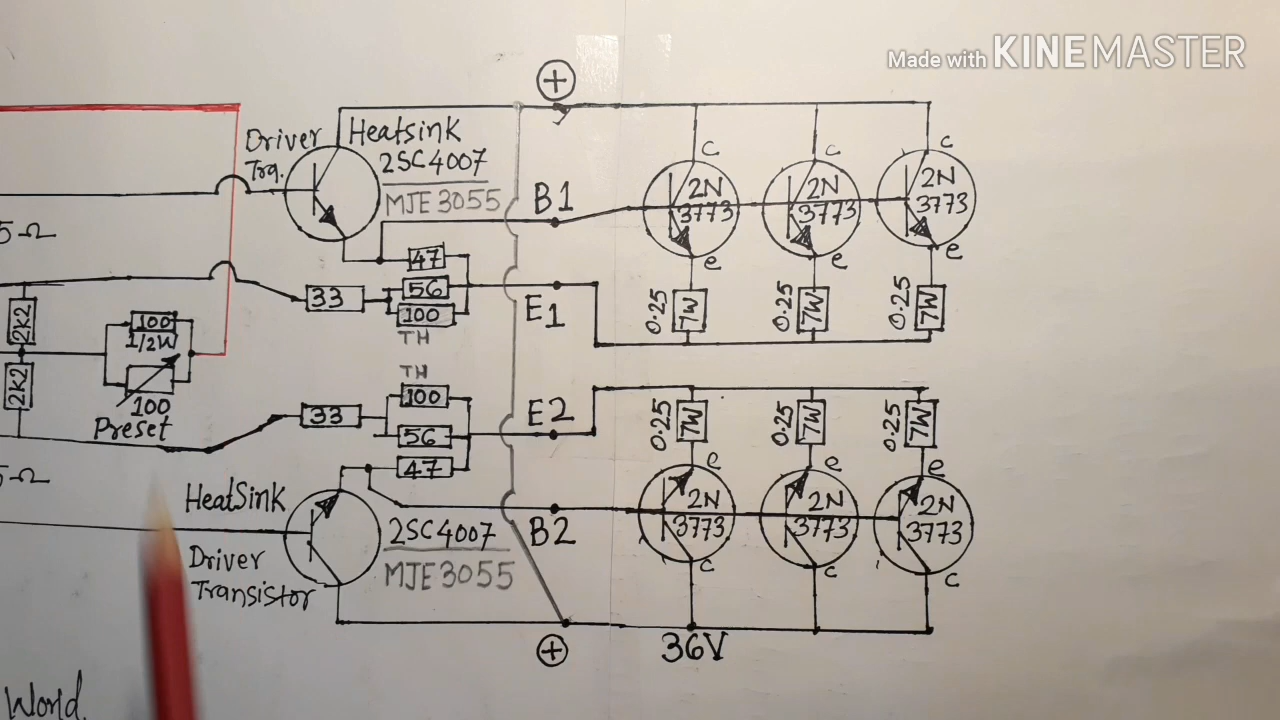 Made with KINEMASTER
+
Driver
Tra.
Heatsink
2SC4007
MJE3055
B1
c
c
c
2N
3773
2N
3773
2N
3773
e
e
e
5Ω
47
33
56
100
TH
E1
0.25
7W
0.25
7W
0.25
7W
2K2
100
1/2W
2K2
100
Preset
TH
100
33
56
47
E2
0.25
7W
0.25
7W
0.25
7W
e
e
e
5Ω
HeatSink
Driver
Transistor
2SC4007
MJE3055
B2
2N
3773
2N
3773
2N
3773
c
c
c
+
36V
World.